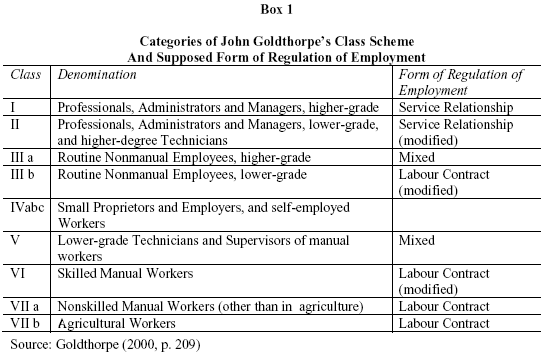 Box 1
Categories of John Goldthorpe's Class Scheme
And Supposed Form of Regulation of Employment
Class Denomination Form of Regulation of
Employment
I Professionals, Administrators and Managers, higher-grade Service Relationship
II Professionals, Administrators and Managers, lower-grade, Service Relationship
and higher-degree Technicians (modified)
III a Routine Nonmanual Employees, higher-grade Mixed
III b Routine Nonmanual Employees, lower-grade Labour Contract
(modified)
IVabc Small Proprietors and Employers, and self-employed
Workers
V Lower-grade Technicians and Supervisors of manual Mixed
workers
VI Skilled Manual Workers Labour Contract
(modified)
VII a Nonskilled Manual Workers (other than in agriculture) Labour Contract
VII b Agricultural Workers Labour Contract
Source: Goldthorpe (2000, p. 209)